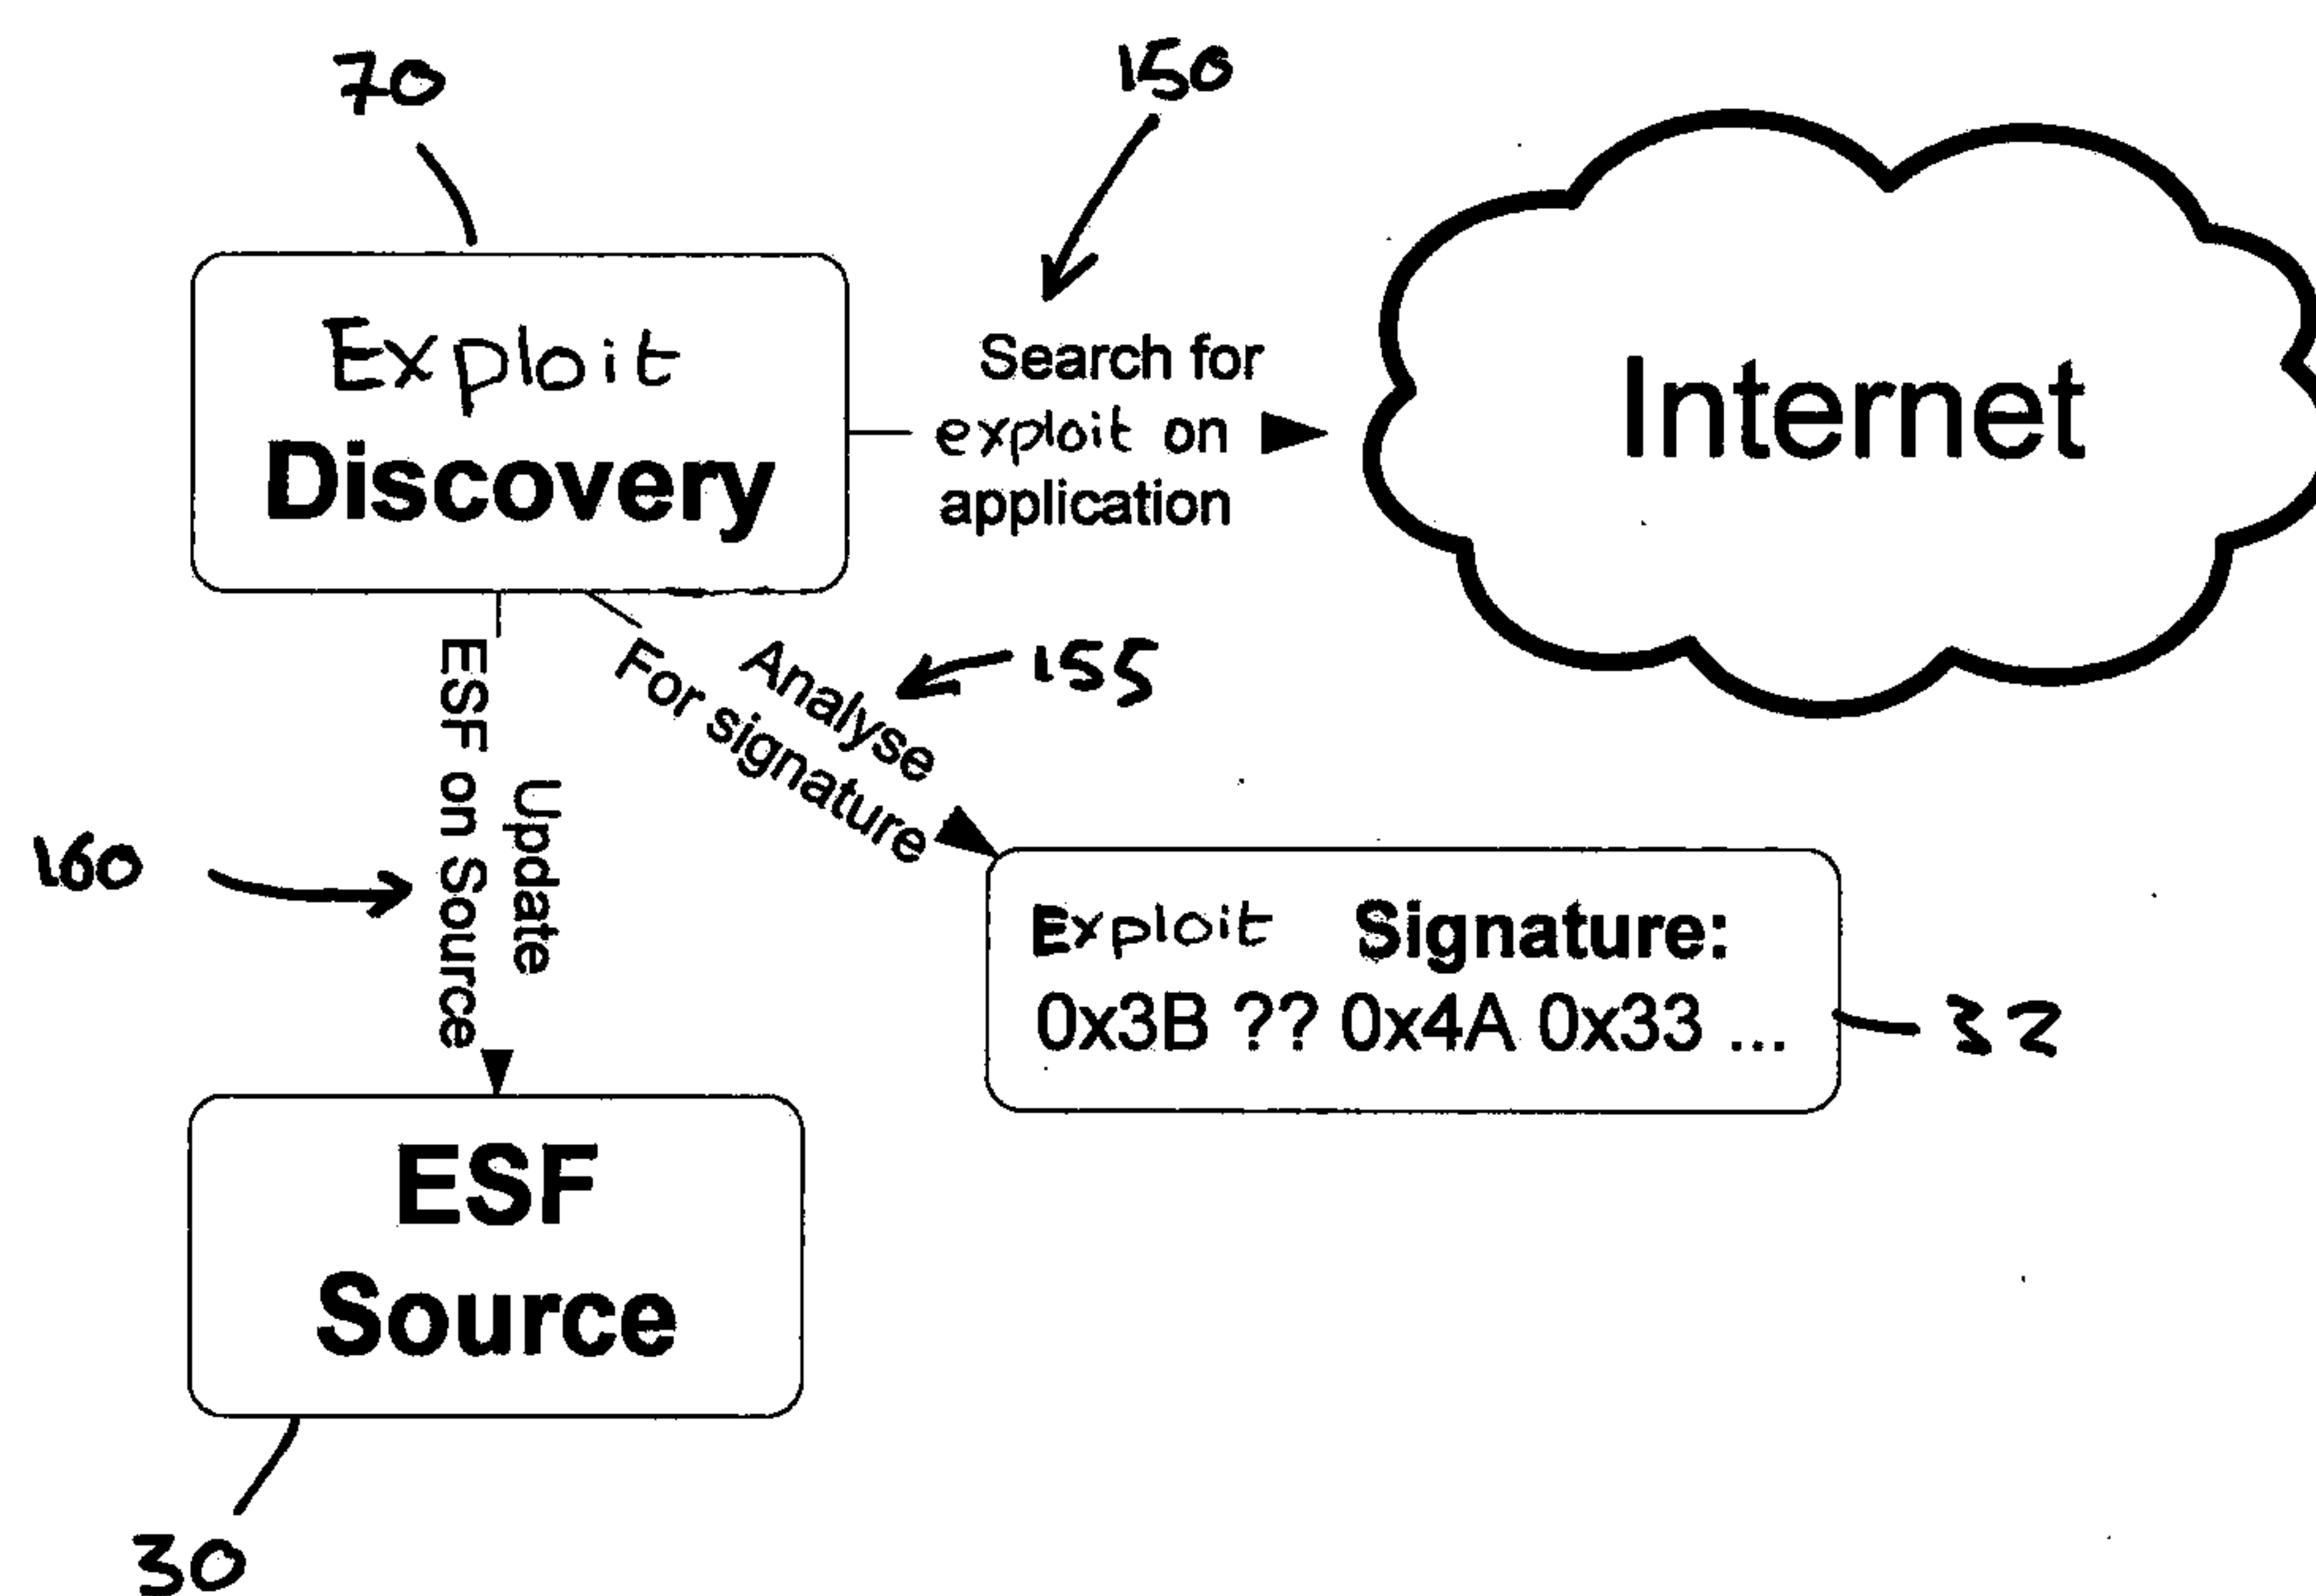 70
150
Exploit
Discovery
Search for
exploit on
application
Internet
Analyse
For signature
155
Update
ESF on Source
160
Exploit Signature:
0x3B ?? 0x4A 0x33 ...
32
ESF
Source
30